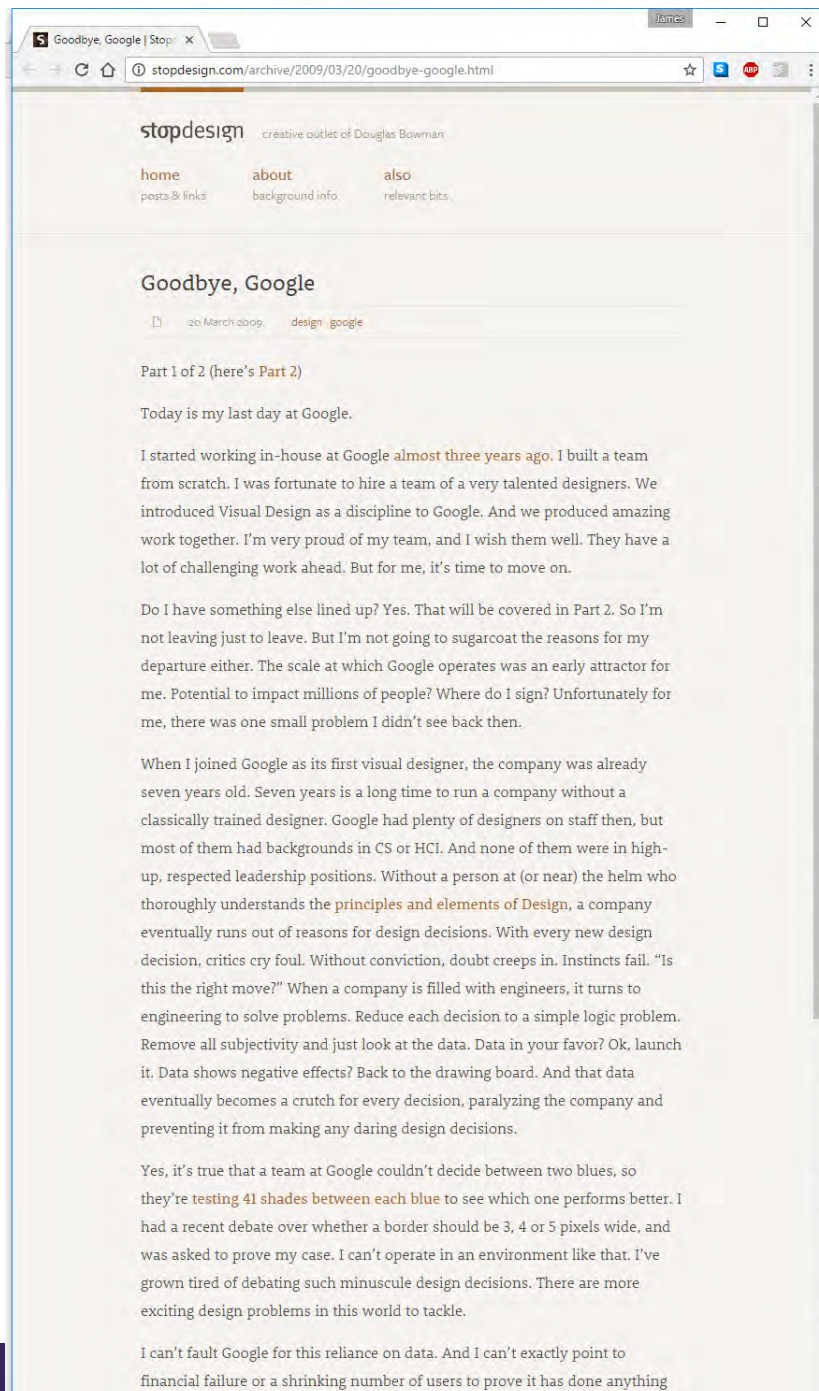 James
Goodbye, Google | Stop
stopdesign.com/archive/2009/03/20/goodbye-google.html
S
ABP
stopdesign creative outlet of Douglas Bowman
home about also
posts & links background info relevant bits
Goodbye, Google
20 March 2009 design google
Part 1 of 2 (here's Part 2)
Today is my last day at Google.
I started working in-house at Google almost three years ago. I built a team
from scratch. I was fortunate to hire a team of a very talented designers. We
introduced Visual Design as a discipline to Google. And we produced amazing
work together. I'm very proud of my team, and I wish them well. They have a
lot of challenging work ahead. But for me, it's time to move on.
Do I have something else lined up? Yes. That will be covered in Part 2. So I'm
not leaving just to leave. But I'm not going to sugarcoat the reasons for my
departure either. The scale at which Google operates was an early attractor for
me. Potential to impact millions of people? Where do I sign? Unfortunately for
me, there was one small problem I didn't see back then.
When I joined Google as its first visual designer, the company was already
seven years old. Seven years is a long time to run a company without a
classically trained designer. Google had plenty of designers on staff then, but
most of them had backgrounds in CS or HCI. And none of them were in high-
up, respected leadership positions. Without a person at (or near) the helm who
thoroughly understands the principles and elements of Design, a company
eventually runs out of reasons for design decisions. With every new design
decision, critics cry foul. Without conviction, doubt creeps in. Instincts fail. "Is
this the right move?" When a company is filled with engineers, it turns to
engineering to solve problems. Reduce each decision to a simple logic problem.
Remove all subjectivity and just look at the data. Data in your favor? Ok, launch
it. Data shows negative effects? Back to the drawing board. And that data
eventually becomes a crutch for every decision, paralyzing the company and
preventing it from making any daring design decisions.
Yes, it's true that a team at Google couldn't decide between two blues, so
they're testing 41 shades between each blue to see which one performs better. I
had a recent debate over whether a border should be 3, 4 or 5 pixels wide, and
was asked to prove my case. I can't operate in an environment like that. I've
grown tired of debating such minuscule design decisions. There are more
exciting design problems in this world to tackle.
I can't fault Google for this reliance on data. And I can't exactly point to
financial failure or a shrinking number of users to prove it has done anything